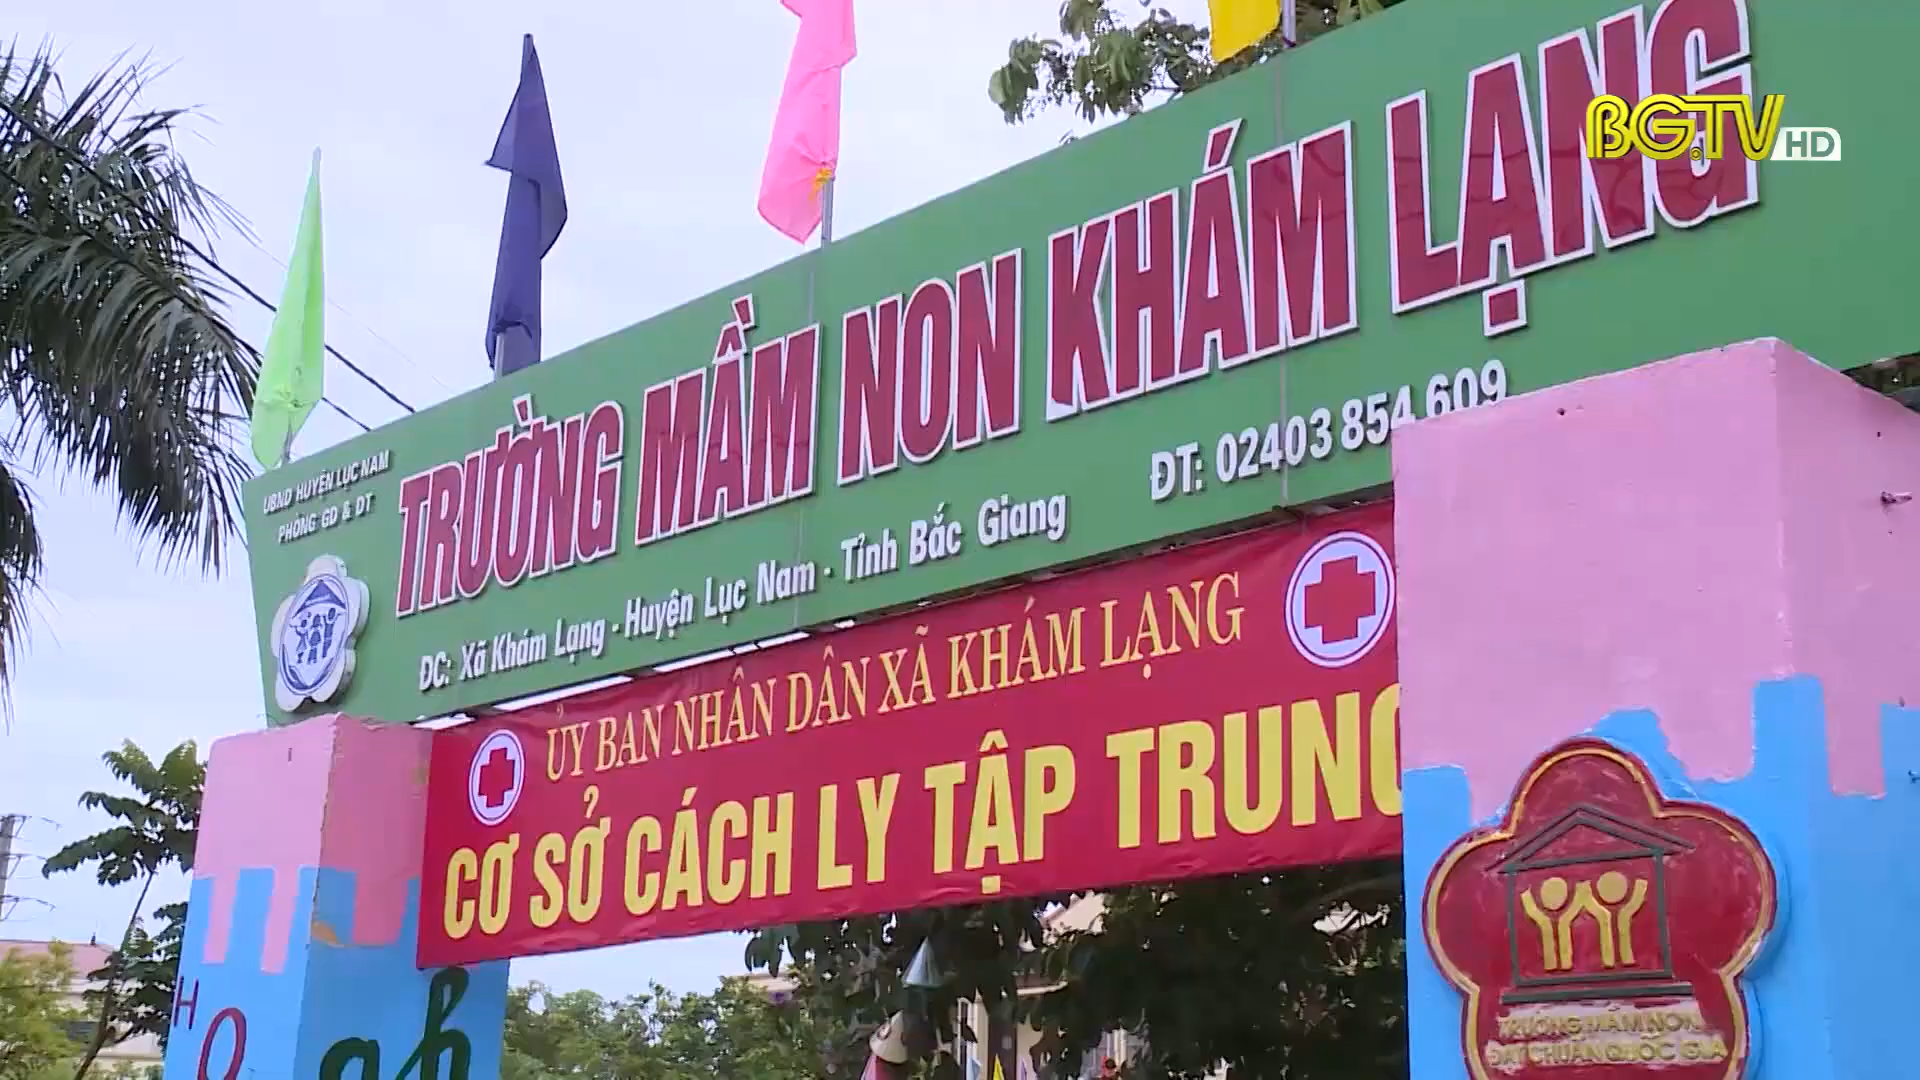 BGTV HD
UBND HUYỆN LỤC NAM
PHÒNG GD & ĐT
TRƯỜNG MẦM NON KHÁM LẠNG
ĐC: Xã Khám Lạng - Huyện Lục Nam - Tỉnh Bắc Giang
ĐT: 02403 854 609
ỦY BAN NHÂN DÂN XÃ KHÁM LẠNG
CƠ SỞ CÁCH LY TẬP TRUNG
TRƯỜNG MẦM NON
ĐẠT CHUẨN QUỐC GIA
H
O
gh